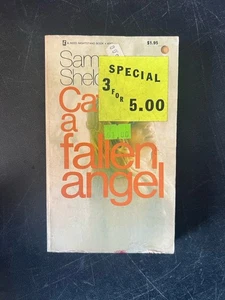 $1.95
Sam
Shel
SPECIAL
3 FOR 5.00
Ca
a
fallen
angel